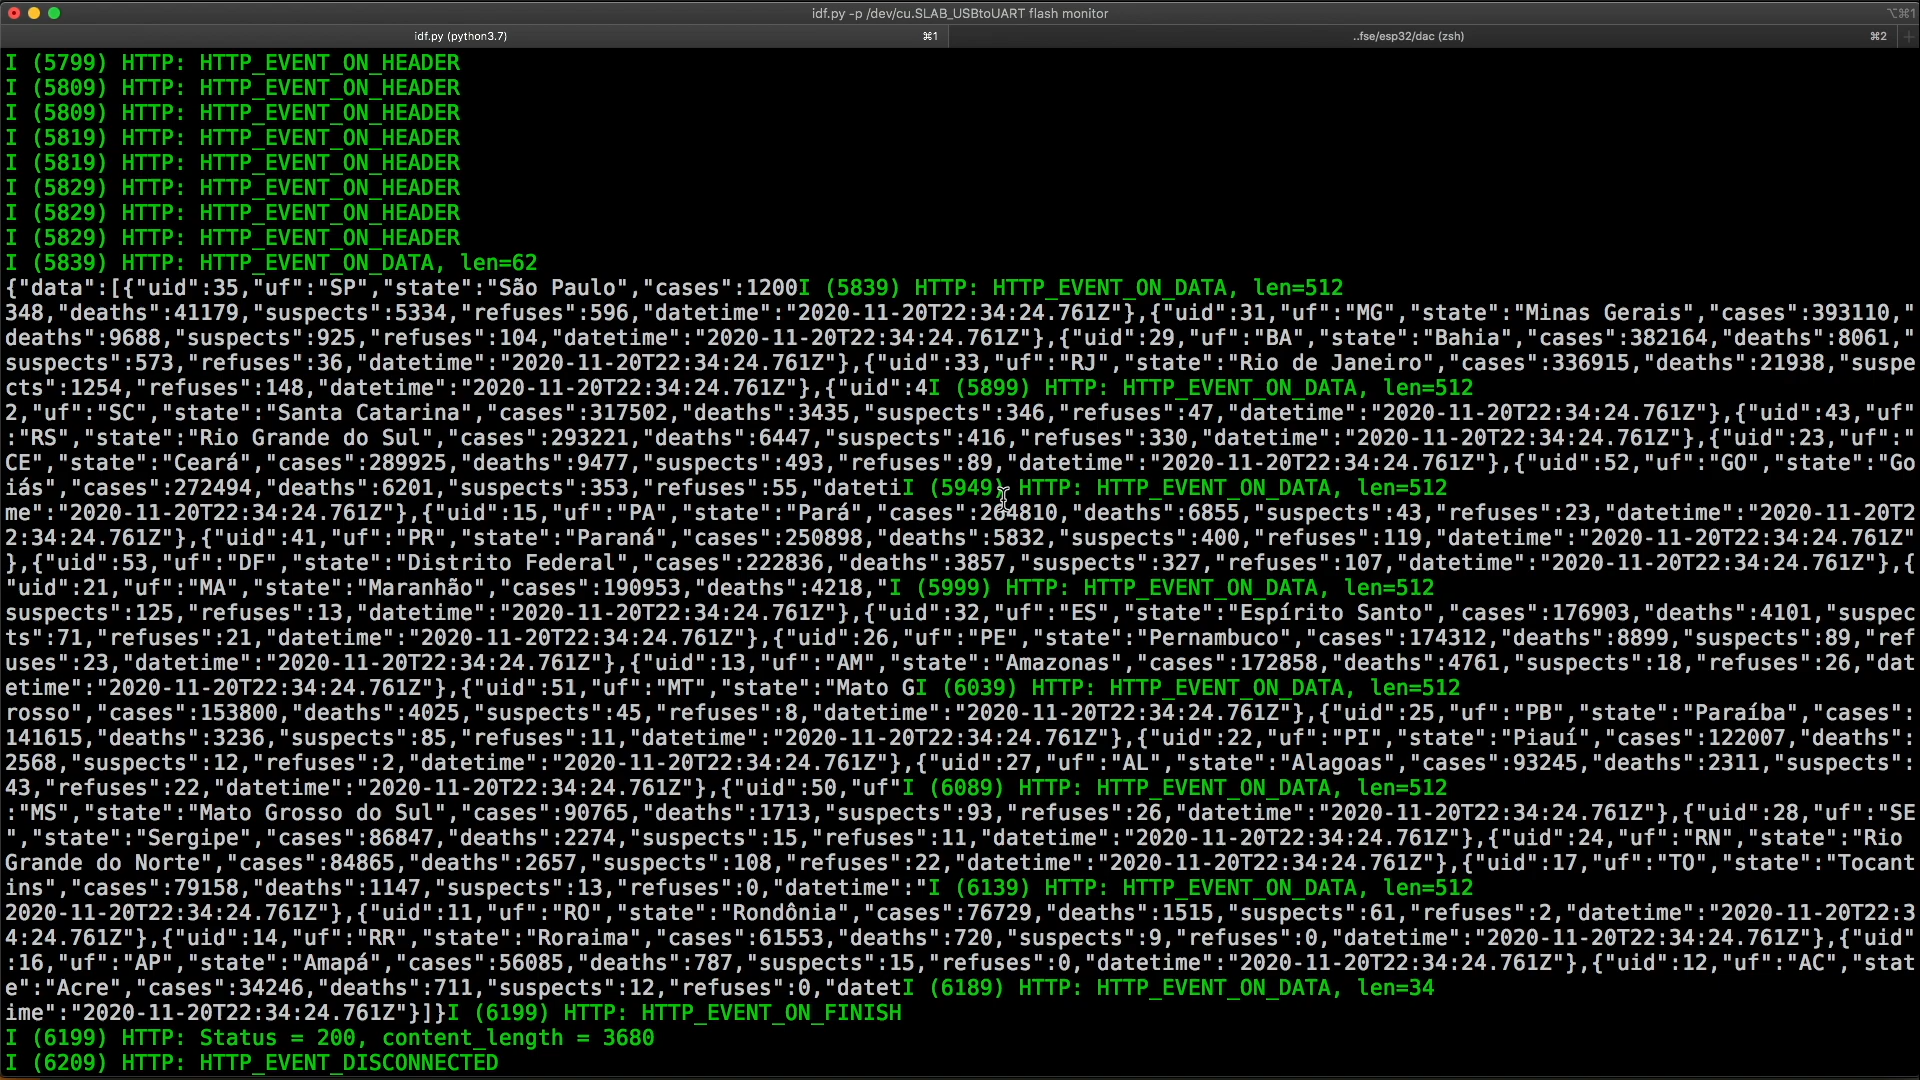 idf.py -p /dev/cu.SLAB_USBtoUART flash monitor
⌥⌘1
idf.py (python3.7)
⌘1
..fse/esp32/dac (zsh)
⌘2
I (5799) HTTP: HTTP_EVENT_ON_HEADER
I (5809) HTTP: HTTP_EVENT_ON_HEADER
I (5809) HTTP: HTTP_EVENT_ON_HEADER
I (5819) HTTP: HTTP_EVENT_ON_HEADER
I (5819) HTTP: HTTP_EVENT_ON_HEADER
I (5829) HTTP: HTTP_EVENT_ON_HEADER
I (5829) HTTP: HTTP_EVENT_ON_HEADER
I (5829) HTTP: HTTP_EVENT_ON_HEADER
I (5839) HTTP: HTTP_EVENT_ON_DATA, len=62
{"data":[{"uid":35,"uf":"SP","state":"São Paulo","cases":1200I (5839) HTTP: HTTP_EVENT_ON_DATA, len=512
348,"deaths":41179,"suspects":5334,"refuses":596,"datetime":"2020-11-20T22:34:24.761Z"},{"uid":31,"uf":"MG","state":"Minas Gerais","cases":393110,"
deaths":9688,"suspects":925,"refuses":104,"datetime":"2020-11-20T22:34:24.761Z"},{"uid":29,"uf":"BA","state":"Bahia","cases":382164,"deaths":8061,"
suspects":573,"refuses":36,"datetime":"2020-11-20T22:34:24.761Z"},{"uid":33,"uf":"RJ","state":"Rio de Janeiro","cases":336915,"deaths":21938,"suspe
cts":1254,"refuses":148,"datetime":"2020-11-20T22:34:24.761Z"},{"uid":4I (5899) HTTP: HTTP_EVENT_ON_DATA, len=512
2,"uf":"SC","state":"Santa Catarina","cases":317502,"deaths":3435,"suspects":346,"refuses":47,"datetime":"2020-11-20T22:34:24.761Z"},{"uid":43,"uf"
:"RS","state":"Rio Grande do Sul","cases":293221,"deaths":6447,"suspects":416,"refuses":330,"datetime":"2020-11-20T22:34:24.761Z"},{"uid":23,"uf":"
CE","state":"Ceará","cases":289925,"deaths":9477,"suspects":493,"refuses":89,"datetime":"2020-11-20T22:34:24.761Z"},{"uid":52,"uf":"GO","state":"Go
iás","cases":272494,"deaths":6201,"suspects":353,"refuses":55,"datetiI (5949) HTTP: HTTP_EVENT_ON_DATA, len=512
me":"2020-11-20T22:34:24.761Z"},{"uid":15,"uf":"PA","state":"Pará","cases":264810,"deaths":6855,"suspects":43,"refuses":23,"datetime":"2020-11-20T2
2:34:24.761Z"},{"uid":41,"uf":"PR","state":"Paraná","cases":250898,"deaths":5832,"suspects":400,"refuses":119,"datetime":"2020-11-20T22:34:24.761Z"
},{"uid":53,"uf":"DF","state":"Distrito Federal","cases":222836,"deaths":3857,"suspects":327,"refuses":107,"datetime":"2020-11-20T22:34:24.761Z"},{
"uid":21,"uf":"MA","state":"Maranhão","cases":190953,"deaths":4218,"I (5999) HTTP: HTTP_EVENT_ON_DATA, len=512
suspects":125,"refuses":13,"datetime":"2020-11-20T22:34:24.761Z"},{"uid":32,"uf":"ES","state":"Espírito Santo","cases":176903,"deaths":4101,"suspec
ts":71,"refuses":21,"datetime":"2020-11-20T22:34:24.761Z"},{"uid":26,"uf":"PE","state":"Pernambuco","cases":174312,"deaths":8899,"suspects":89,"ref
uses":23,"datetime":"2020-11-20T22:34:24.761Z"},{"uid":13,"uf":"AM","state":"Amazonas","cases":172858,"deaths":4761,"suspects":18,"refuses":26,"dat
etime":"2020-11-20T22:34:24.761Z"},{"uid":51,"uf":"MT","state":"Mato GI (6039) HTTP: HTTP_EVENT_ON_DATA, len=512
rosso","cases":153800,"deaths":4025,"suspects":45,"refuses":8,"datetime":"2020-11-20T22:34:24.761Z"},{"uid":25,"uf":"PB","state":"Paraíba","cases":
141615,"deaths":3236,"suspects":85,"refuses":11,"datetime":"2020-11-20T22:34:24.761Z"},{"uid":22,"uf":"PI","state":"Piauí","cases":122007,"deaths":
2568,"suspects":12,"refuses":2,"datetime":"2020-11-20T22:34:24.761Z"},{"uid":27,"uf":"AL","state":"Alagoas","cases":93245,"deaths":2311,"suspects":
43,"refuses":22,"datetime":"2020-11-20T22:34:24.761Z"},{"uid":50,"uf"I (6089) HTTP: HTTP_EVENT_ON_DATA, len=512
:"MS","state":"Mato Grosso do Sul","cases":90765,"deaths":1713,"suspects":93,"refuses":26,"datetime":"2020-11-20T22:34:24.761Z"},{"uid":28,"uf":"SE
","state":"Sergipe","cases":86847,"deaths":2274,"suspects":15,"refuses":11,"datetime":"2020-11-20T22:34:24.761Z"},{"uid":24,"uf":"RN","state":"Rio
Grande do Norte","cases":84865,"deaths":2657,"suspects":108,"refuses":22,"datetime":"2020-11-20T22:34:24.761Z"},{"uid":17,"uf":"TO","state":"Tocant
ins","cases":79158,"deaths":1147,"suspects":13,"refuses":0,"datetime":"I (6139) HTTP: HTTP_EVENT_ON_DATA, len=512
2020-11-20T22:34:24.761Z"},{"uid":11,"uf":"RO","state":"Rondônia","cases":76729,"deaths":1515,"suspects":61,"refuses":2,"datetime":"2020-11-20T22:3
4:24.761Z"},{"uid":14,"uf":"RR","state":"Roraima","cases":61553,"deaths":720,"suspects":9,"refuses":0,"datetime":"2020-11-20T22:34:24.761Z"},{"uid"
:16,"uf":"AP","state":"Amapá","cases":56085,"deaths":787,"suspects":15,"refuses":0,"datetime":"2020-11-20T22:34:24.761Z"},{"uid":12,"uf":"AC","stat
e":"Acre","cases":34246,"deaths":711,"suspects":12,"refuses":0,"datetI (6189) HTTP: HTTP_EVENT_ON_DATA, len=34
ime":"2020-11-20T22:34:24.761Z"}]}I (6199) HTTP: HTTP_EVENT_ON_FINISH
I (6199) HTTP: Status = 200, content_length = 3680
I (6209) HTTP: HTTP_EVENT_DISCONNECTED